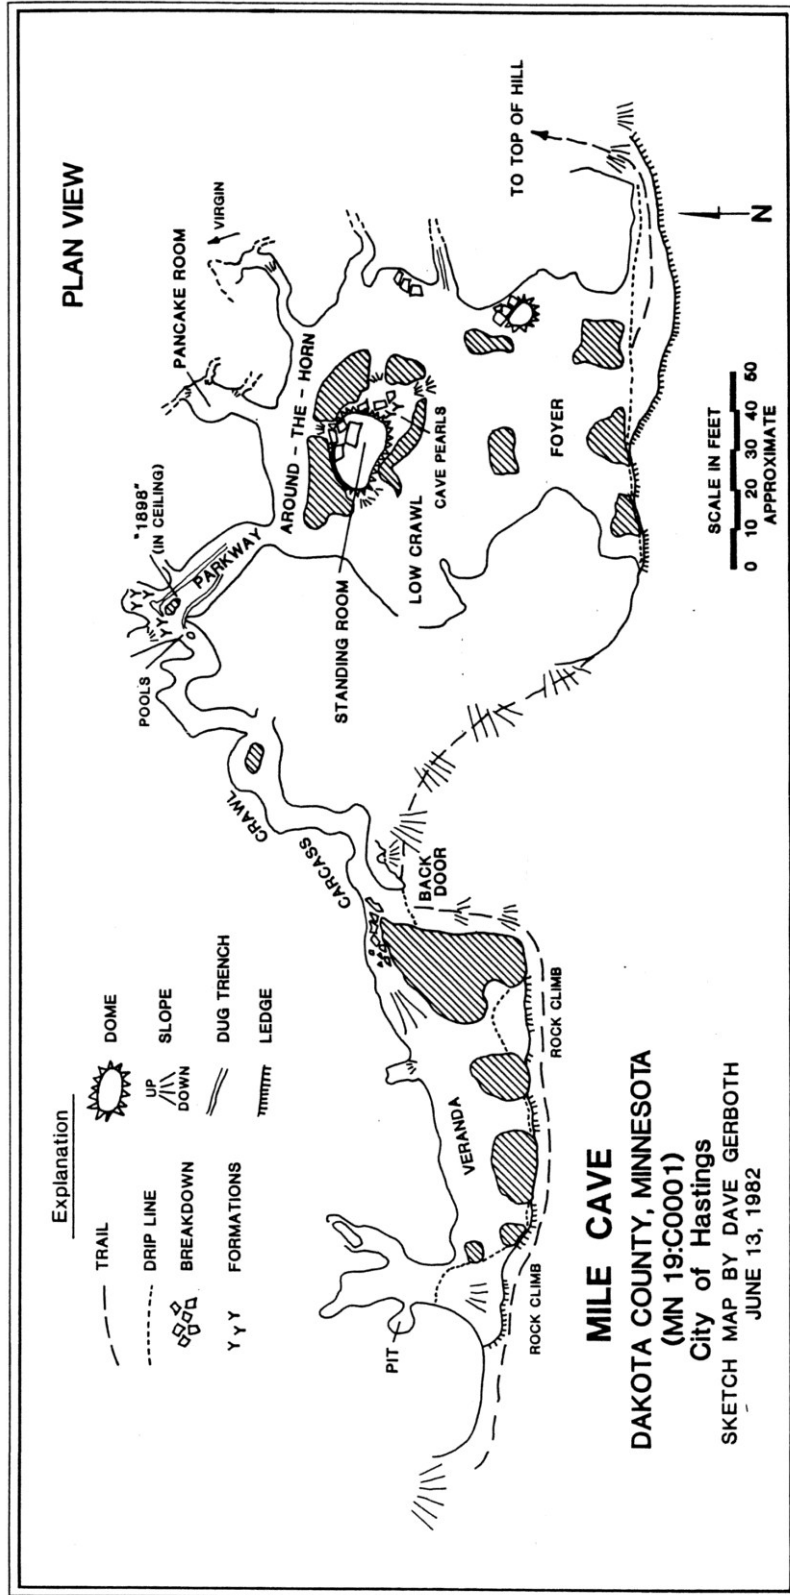 PLAN VIEW
Explanation
TRAIL
DRIP LINE
BREAKDOWN
FORMATIONS
DOME
UP
DOWN
SLOPE
DUG TRENCH
LEDGE
PIT
VERANDA
ROCK CLIMB
ROCK CLIMB
BACK
DOOR
CARCASS
CRAWL
POOLS
"1898"
(IN CEILING)
PARKWAY
PANCAKE ROOM
VIRGIN
AROUND - THE - HORN
STANDING ROOM
LOW CRAWL
CAVE PEARLS
FOYER
TO TOP OF HILL
N
SCALE IN FEET
0 10 20 30 40 50
APPROXIMATE
MILE CAVE
DAKOTA COUNTY, MINNESOTA
(MN 19:C0001)
City of Hastings
SKETCH MAP BY DAVE GERBOTH
JUNE 13, 1982
Y Y Y
YY
YY
YY
Y